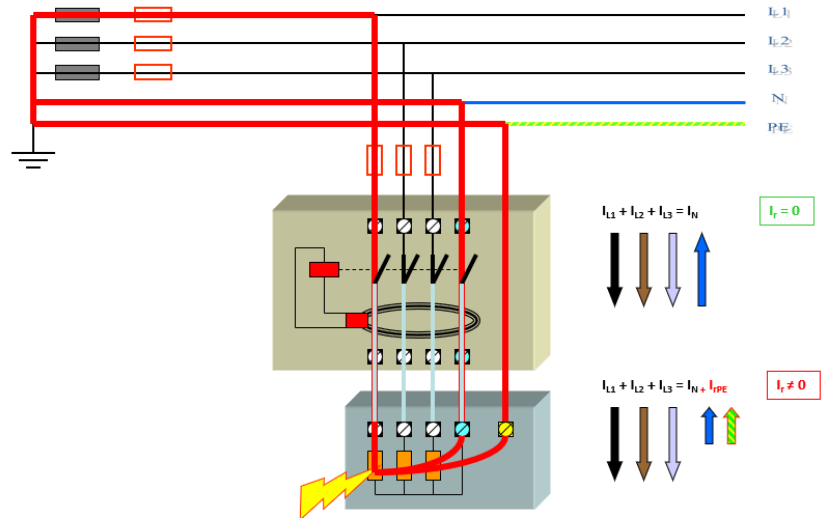 L1
L2
L3
N
PE
IL1 + IL2 + IL3 = IN
Ir = 0
IL1 + IL2 + IL3 = IN + IrPE
Ir ≠ 0